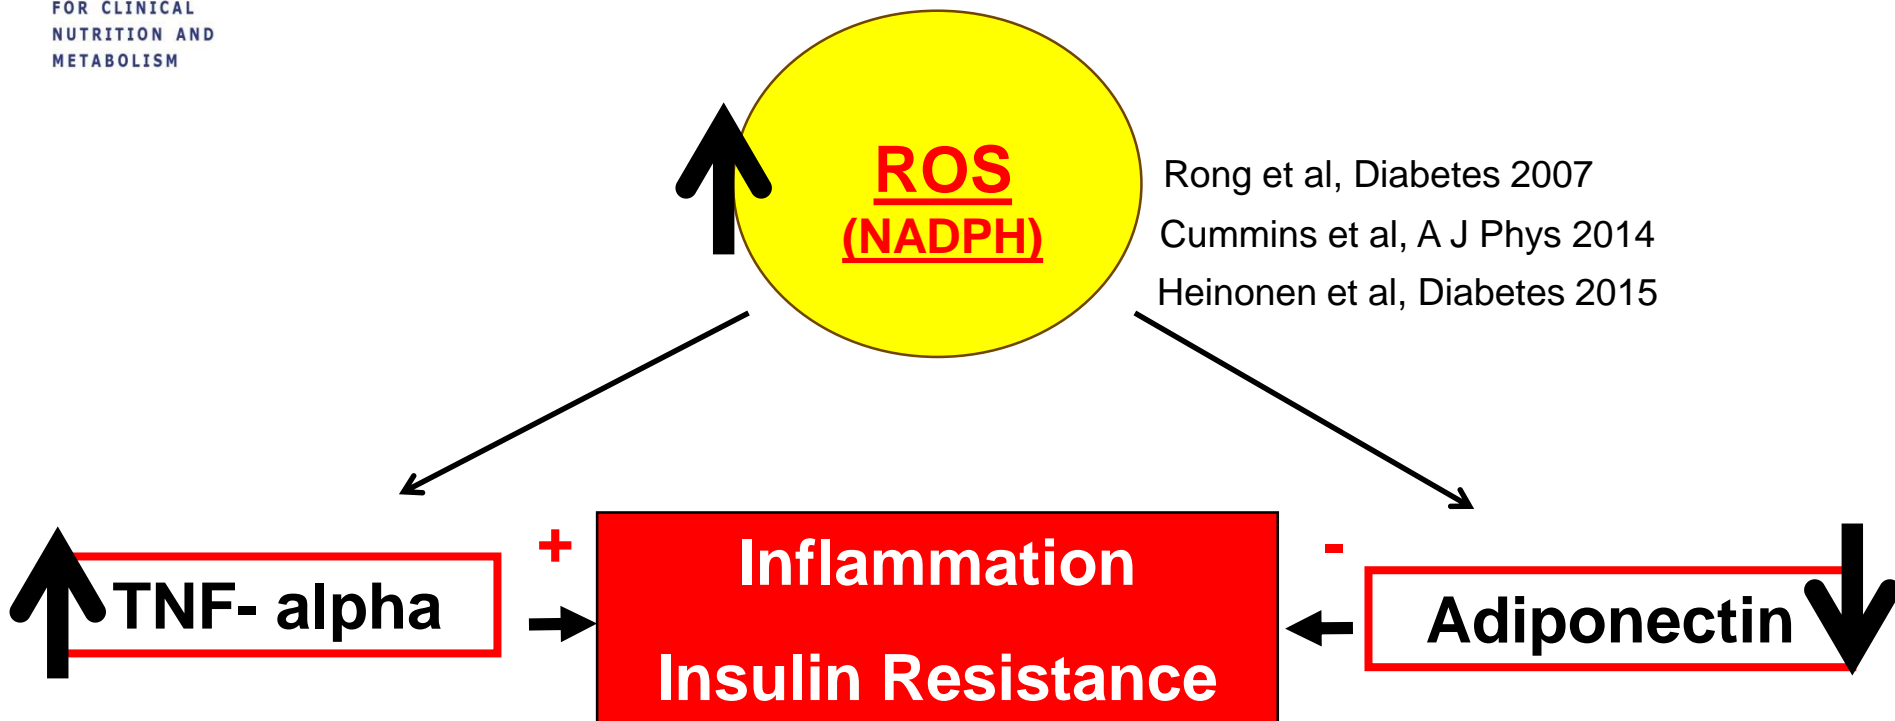 FOR CLINICAL
NUTRITION AND
METABOLISM
ROS
(NADPH)
Rong et al, Diabetes 2007
Cummins et al, A J Phys 2014
Heinonen et al, Diabetes 2015
+
-
TNF- alpha
Inflammation
Insulin Resistance
Adiponectin